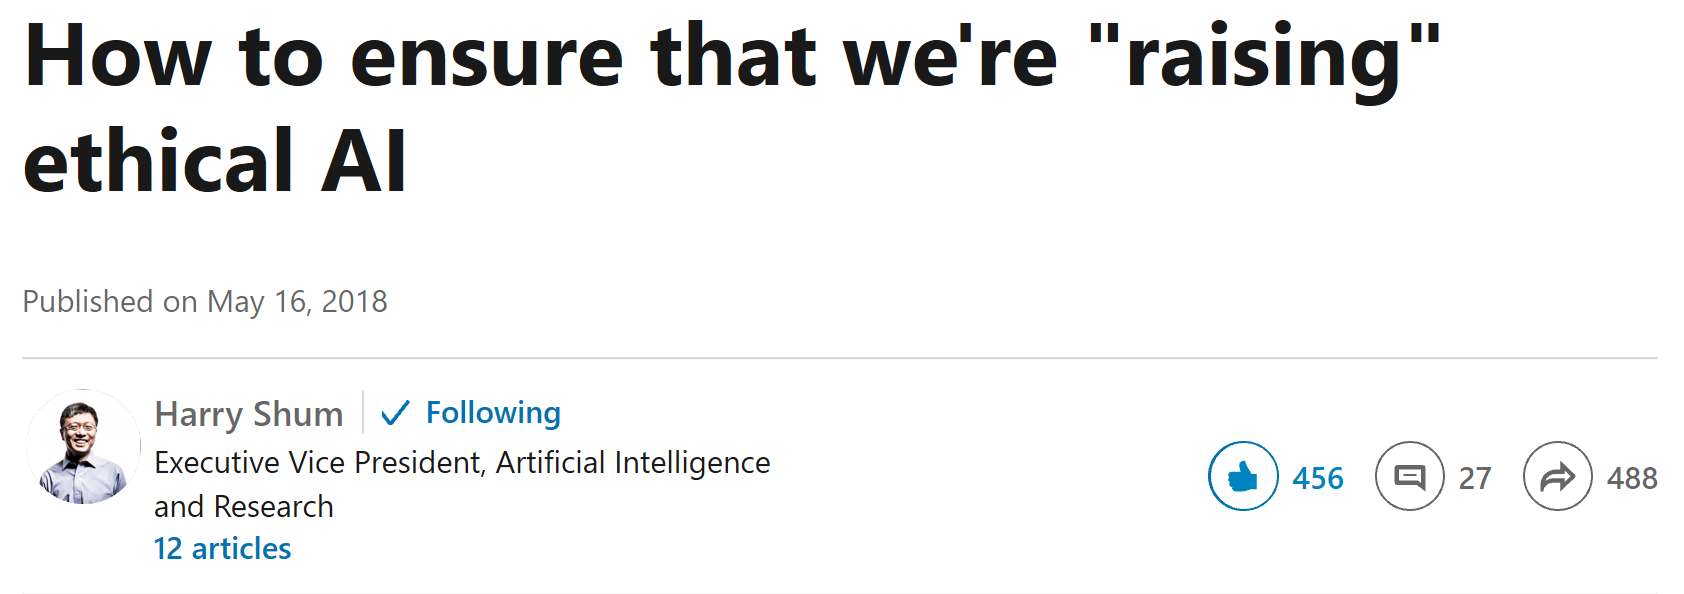 How to ensure that we're "raising"
ethical AI
Published on May 16, 2018
Harry Shum
Following
Executive Vice President, Artificial Intelligence
and Research
12 articles
456
27
488